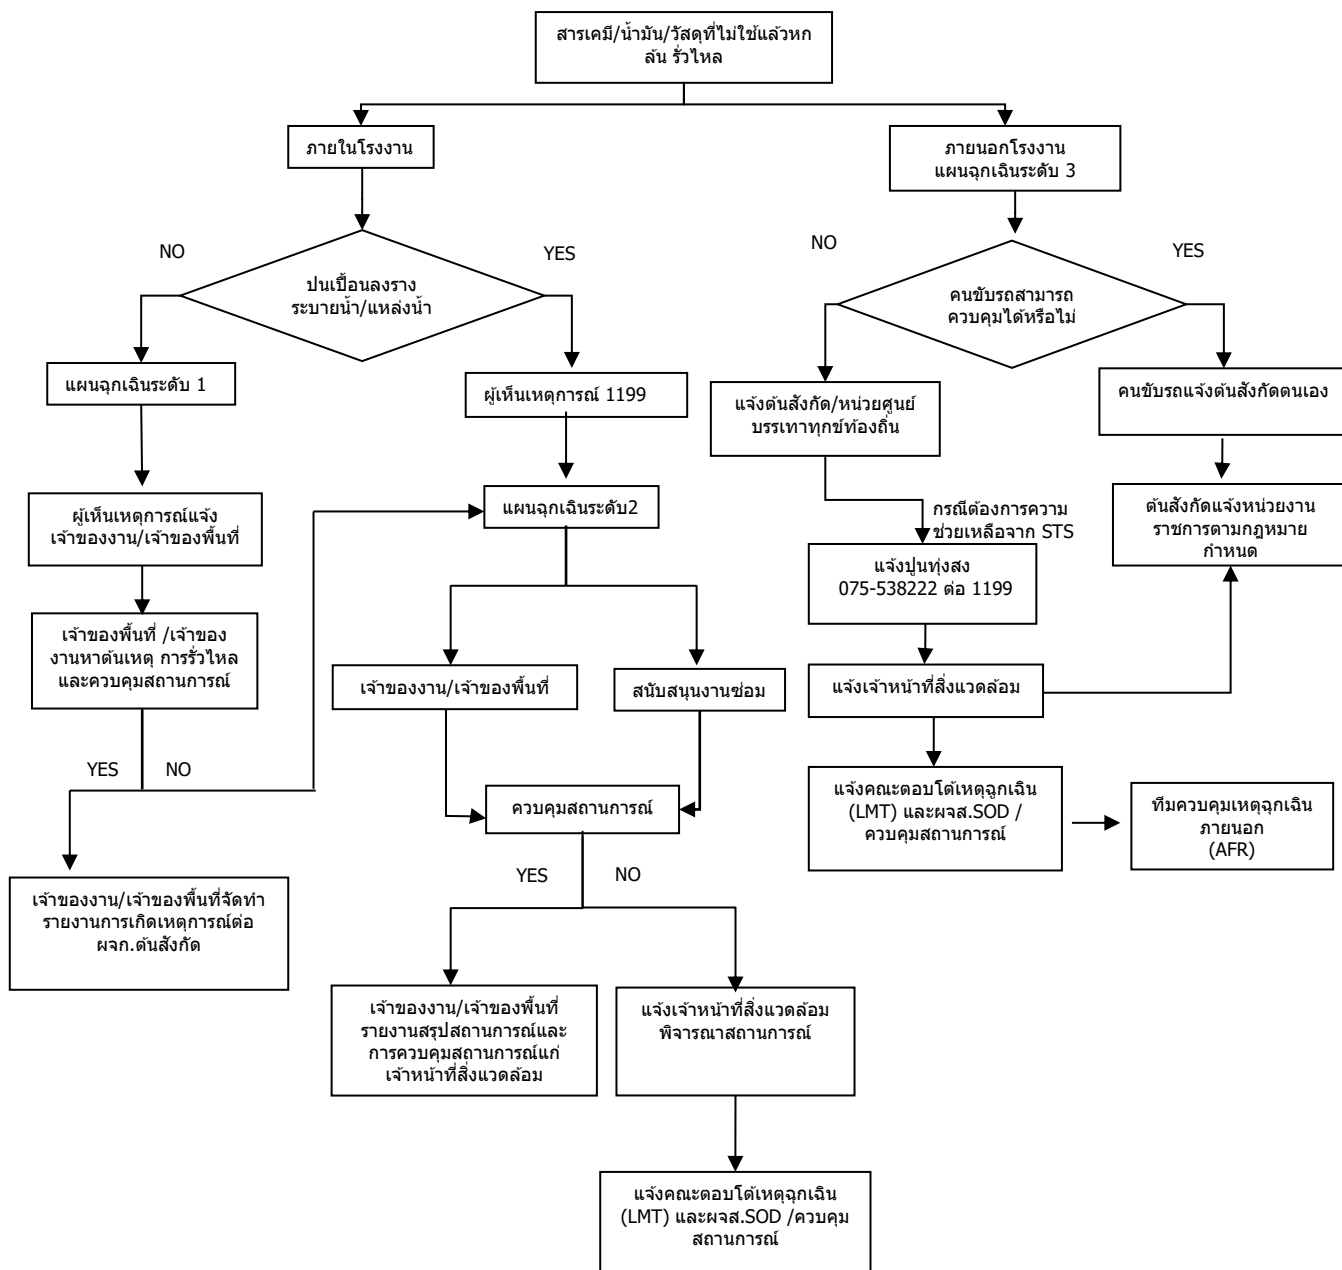 สารเคมี/น้ำมัน/วัสดุที่ไม่ใช้แล้วหก
ล้น รั่วไหล
ภายในโรงงาน
ภายนอกโรงงาน
แผนฉุกเฉินระดับ 3
NO
YES
ปนเปื้อนลงราง
ระบายน้ำ/แหล่งน้ำ
NO
YES
คนขับรถสามารถ
ควบคุมได้หรือไม่
แผนฉุกเฉินระดับ 1
ผู้เห็นเหตุการณ์ 1199
แจ้งต้นสังกัด/หน่วยศูนย์
บรรเทาทุกข์ท้องถิ่น
คนขับรถแจ้งต้นสังกัดตนเอง
ผู้เห็นเหตุการณ์แจ้ง
เจ้าของงาน/เจ้าของพื้นที่
แผนฉุกเฉินระดับ2
กรณีต้องการความ
ช่วยเหลือจาก STS
ต้นสังกัดแจ้งหน่วยงาน
ราชการตามกฎหมาย
กำหนด
แจ้งปูนทุ่งสง
075-538222 ต่อ 1199
เจ้าของพื้นที่ /เจ้าของ
งานหาต้นเหตุ การรั่วไหล
และควบคุมสถานการณ์
เจ้าของงาน/เจ้าของพื้นที่
สนับสนุนงานซ่อม
แจ้งเจ้าหน้าที่สิ่งแวดล้อม
YES
NO
ควบคุมสถานการณ์
แจ้งคณะตอบโต้เหตุฉุกเฉิน
(LMT) และผจส.SOD /
ควบคุมสถานการณ์
ทีมควบคุมเหตุฉุกเฉิน
ภายนอก
(AFR)
YES
NO
เจ้าของงาน/เจ้าของพื้นที่จัดทำ
รายงานการเกิดเหตุการณ์ต่อ
ผจก.ต้นสังกัด
เจ้าของงาน/เจ้าของพื้นที่
รายงานสรุปสถานการณ์และ
การควบคุมสถานการณ์แก่
เจ้าหน้าที่สิ่งแวดล้อม
แจ้งเจ้าหน้าที่สิ่งแวดล้อม
พิจารณาสถานการณ์
แจ้งคณะตอบโต้เหตุฉุกเฉิน
(LMT) และผจส.SOD /ควบคุม
สถานการณ์